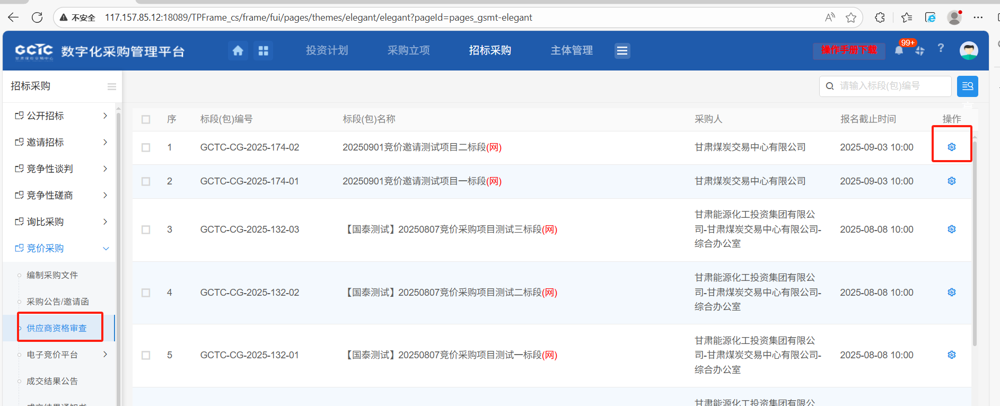 不安全 117.157.85.12:18089/TPFrame_cs/frame/fui/pages/themes/elegant/elegant?pageId=pages_gsmt-elegant
GCTC 数字化采购管理平台 投资计划 采购立项 招标采购 主体管理 操作手册下载 99+ ?
甘肃煤炭交易中心
招标采购
请输入标段(包)编号
公开招标
邀请招标
竞争性谈判
竞争性磋商
询比采购
竞价采购
编制采购文件
采购公告/邀请函
供应商资格审查
电子竞价平台
成交结果公告
成交结果通知书
序 标段(包)编号 标段(包)名称 采购人 报名截止时间 操作
1 GCTC-CG-2025-174-02 20250901竞价邀请测试项目二标段(网) 甘肃煤炭交易中心有限公司 2025-09-03 10:00
2 GCTC-CG-2025-174-01 20250901竞价邀请测试项目一标段(网) 甘肃煤炭交易中心有限公司 2025-09-03 10:00
3 GCTC-CG-2025-132-03 【国泰测试】20250807竞价采购项目测试三标段(网) 甘肃能源化工投资集团有限公
司-甘肃煤炭交易中心有限公司-
综合办公室 2025-08-08 10:00
4 GCTC-CG-2025-132-02 【国泰测试】20250807竞价采购项目测试二标段(网) 甘肃能源化工投资集团有限公
司-甘肃煤炭交易中心有限公司-
综合办公室 2025-08-08 10:00
5 GCTC-CG-2025-132-01 【国泰测试】20250807竞价采购项目测试一标段(网) 甘肃能源化工投资集团有限公
司-甘肃煤炭交易中心有限公司-
综合办公室 2025-08-08 10:00
甘肃能源化工投资集团有限公